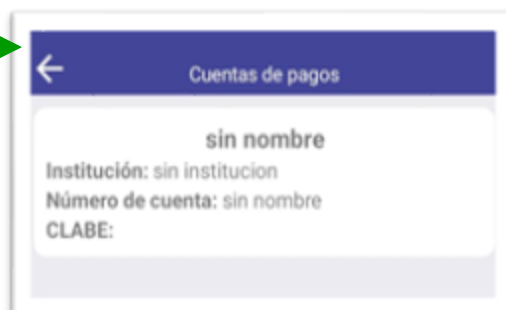 Cuentas de pagos
sin nombre
Institución: sin institucion
Número de cuenta: sin nombre
CLABE: